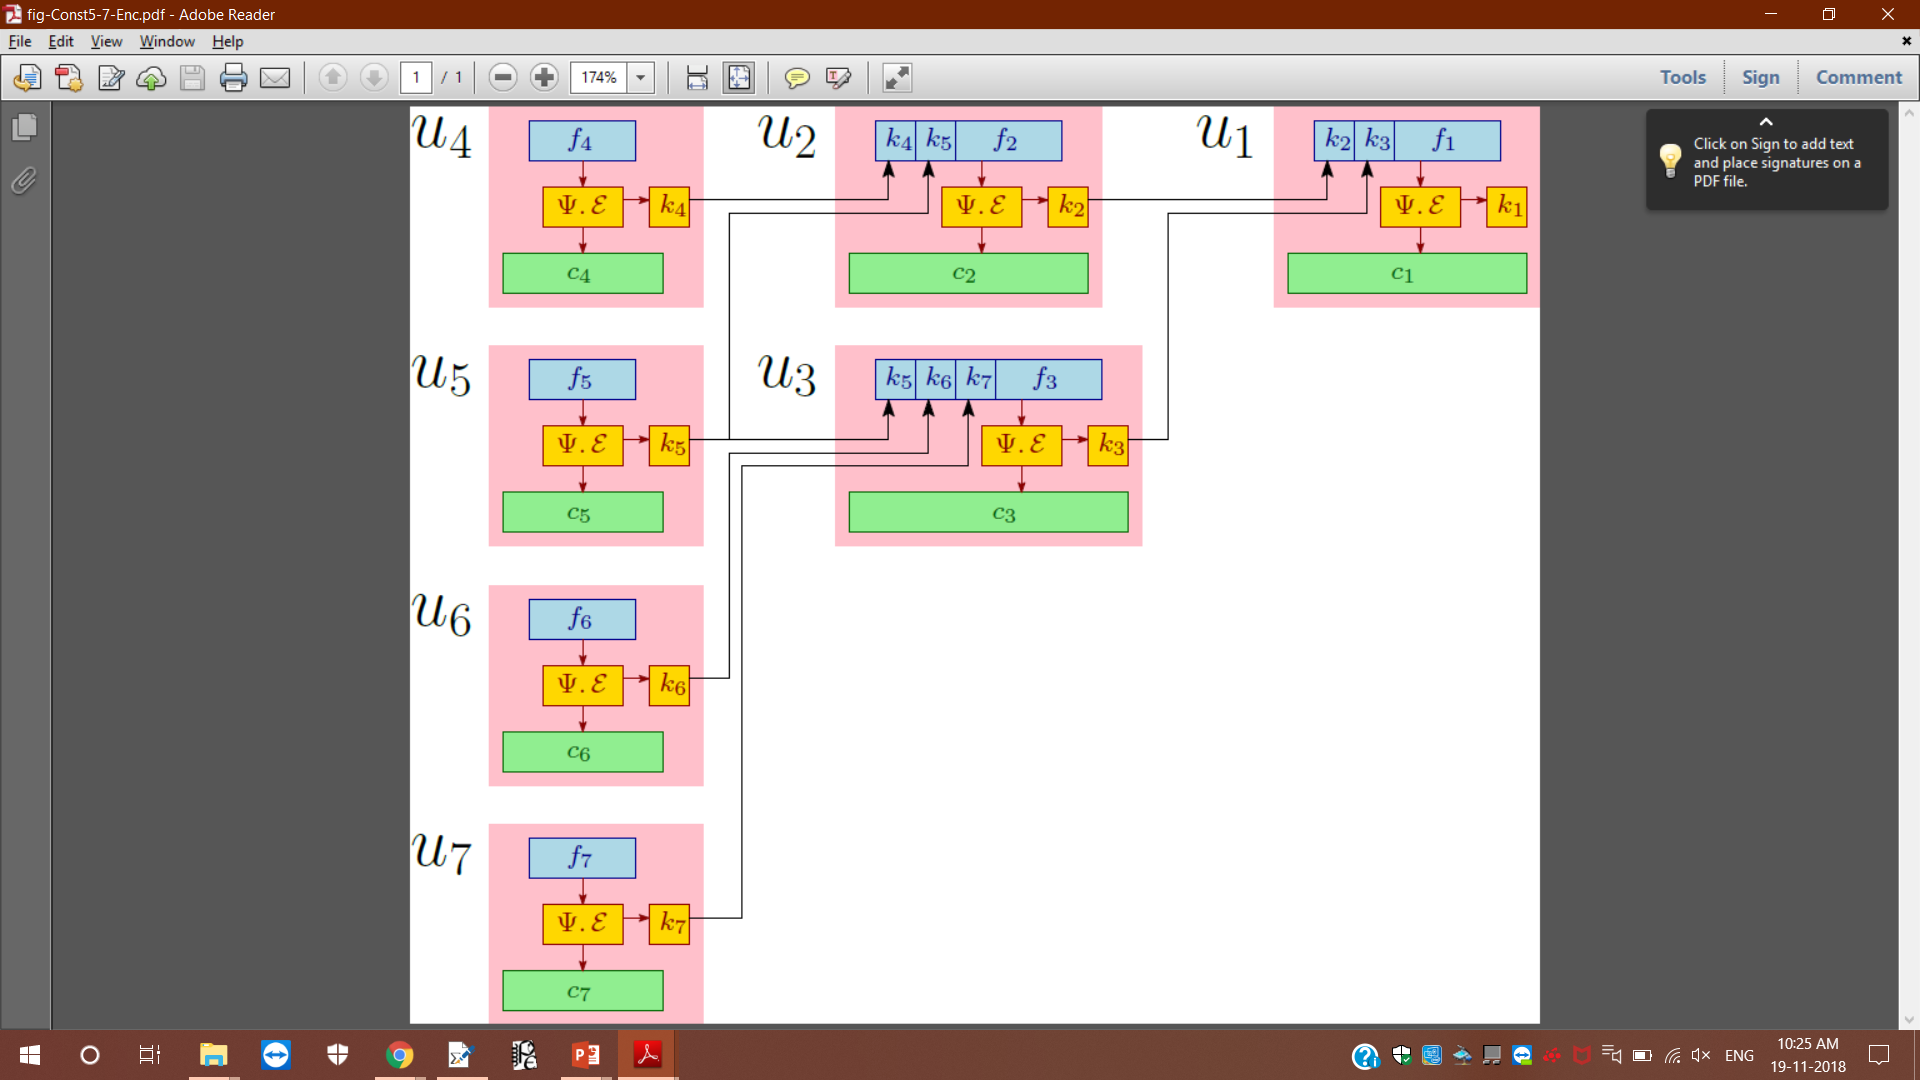 fig-Const5-7-Enc.pdf - Adobe Reader
File Edit View Window Help
1 / 1 174% Tools Sign Comment
Click on Sign to add text
and place signatures on a
PDF file.
u4 f4 u2 k4 k5 f2 u1 k2 k3 f1
Ψ.ℰ k4 Ψ.ℰ k2 Ψ.ℰ k1
c4 c2 c1
u5 f5 u3 k5 k6 k7 f3
Ψ.ℰ k5 Ψ.ℰ k3
c5 c3
u6 f6
Ψ.ℰ k6
c6
u7 f7
Ψ.ℰ k7
c7
ENG 10:25 AM
19-11-2018